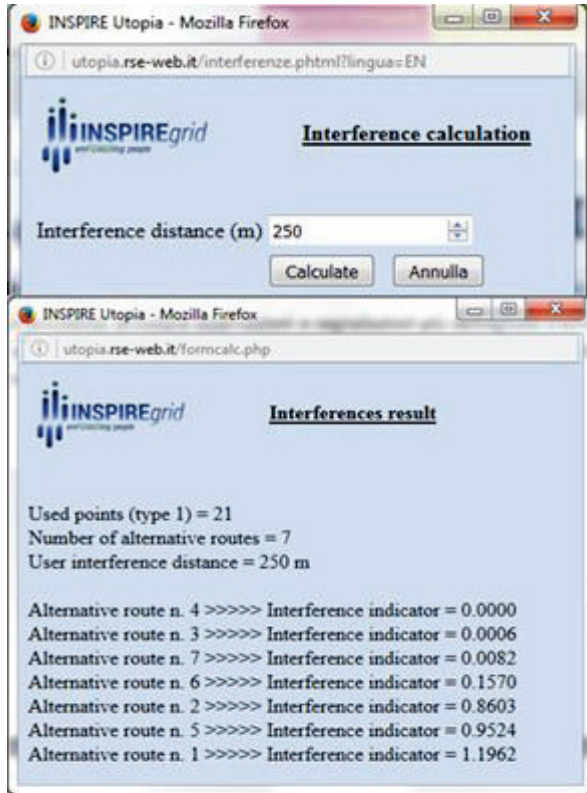 INSPIRE Utopia - Mozilla Firefox
utopia.rse-web.it/interferenze.phtml?lingua=EN
INSPIREgrid
Interference calculation
Interference distance (m) 250
Calculate Annulla
INSPIRE Utopia - Mozilla Firefox
utopia.rse-web.it/formcalc.php
INSPIREgrid
Interferences result
Used points (type 1) = 21
Number of alternative routes = 7
User interference distance = 250 m
Alternative route n. 4 >>>>> Interference indicator = 0.0000
Alternative route n. 3 >>>>> Interference indicator = 0.0006
Alternative route n. 7 >>>>> Interference indicator = 0.0082
Alternative route n. 6 >>>>> Interference indicator = 0.1570
Alternative route n. 2 >>>>> Interference indicator = 0.8603
Alternative route n. 5 >>>>> Interference indicator = 0.9524
Alternative route n. 1 >>>>> Interference indicator = 1.1962